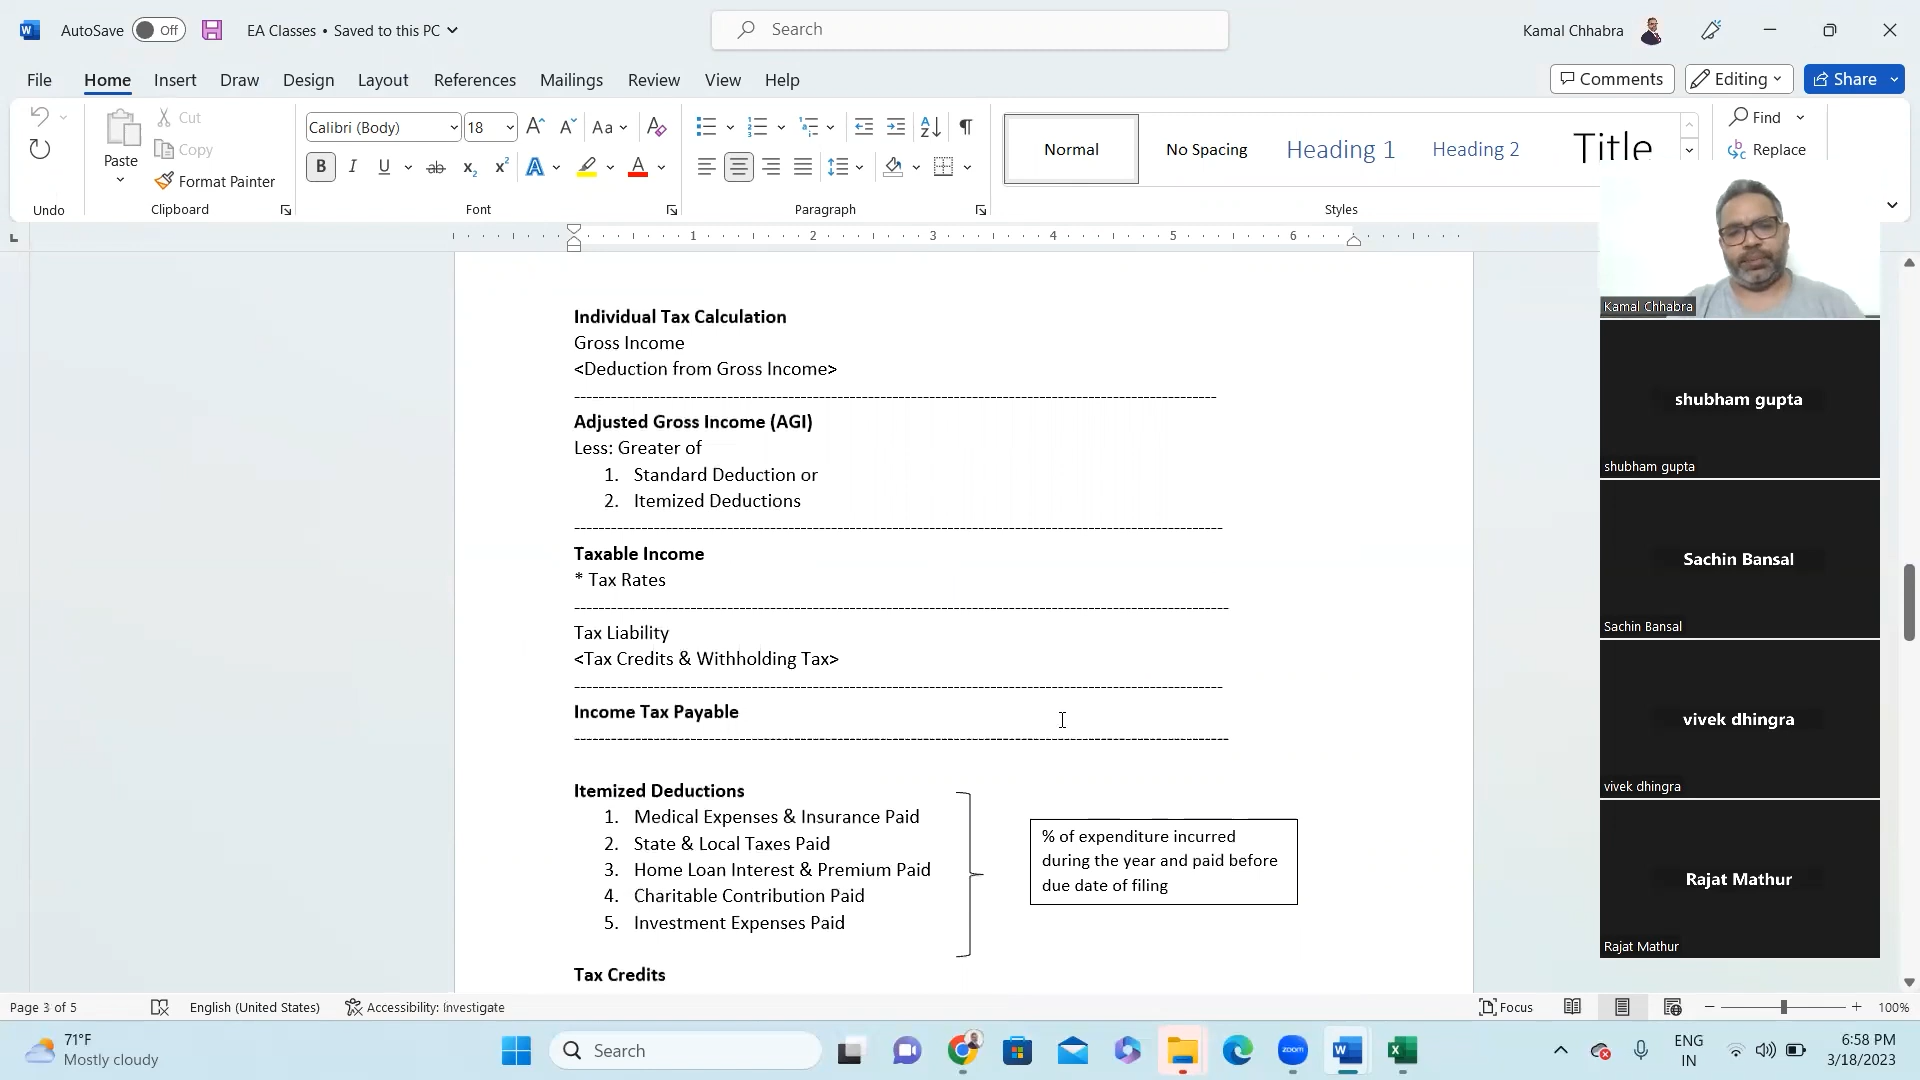 AutoSave Off EA Classes • Saved to this PC Search Kamal Chhabra
File Home Insert Draw Design Layout References Mailings Review View Help Comments Editing Share
Paste Cut Copy Format Painter
Calibri (Body) 18
Normal No Spacing Heading 1 Heading 2 Title
Find
Replace
Undo Clipboard Font Paragraph Styles
1 2 3 4 5 6
Individual Tax Calculation
Gross Income
<Deduction from Gross Income>
Adjusted Gross Income (AGI)
Less: Greater of
1. Standard Deduction or
2. Itemized Deductions
Taxable Income
* Tax Rates
Tax Liability
<Tax Credits & Withholding Tax>
Income Tax Payable
Itemized Deductions
1. Medical Expenses & Insurance Paid
2. State & Local Taxes Paid
3. Home Loan Interest & Premium Paid
4. Charitable Contribution Paid
5. Investment Expenses Paid
% of expenditure incurred
during the year and paid before
due date of filing
Tax Credits
Kamal Chhabra
shubham gupta
shubham gupta
Sachin Bansal
Sachin Bansal
vivek dhingra
vivek dhingra
Rajat Mathur
Rajat Mathur
Page 3 of 5 English (United States) Accessibility: Investigate Focus 100%
71°F
Mostly cloudy
Search
zoom
ENG
IN
6:58 PM
3/18/2023